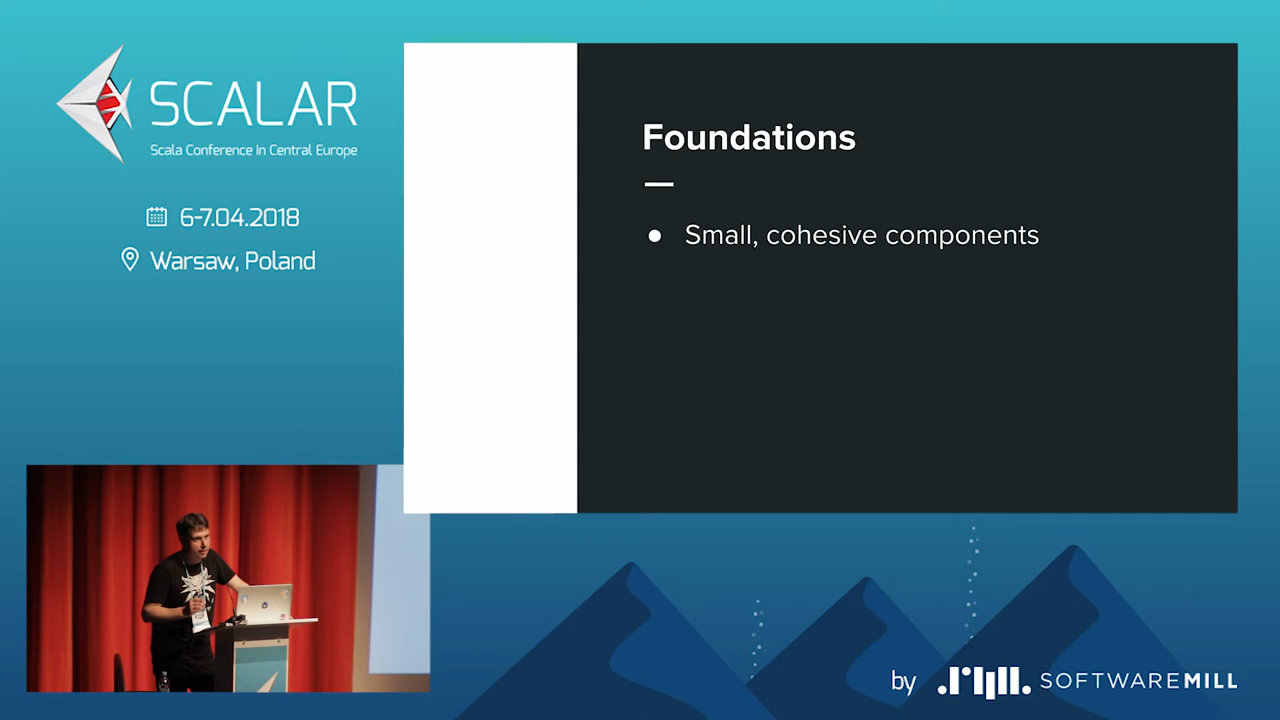 SCALAR
Scala Conference in Central Europe
6-7.04.2018
Warsaw, Poland
Foundations
● Small, cohesive components
by SOFTWAREMILL